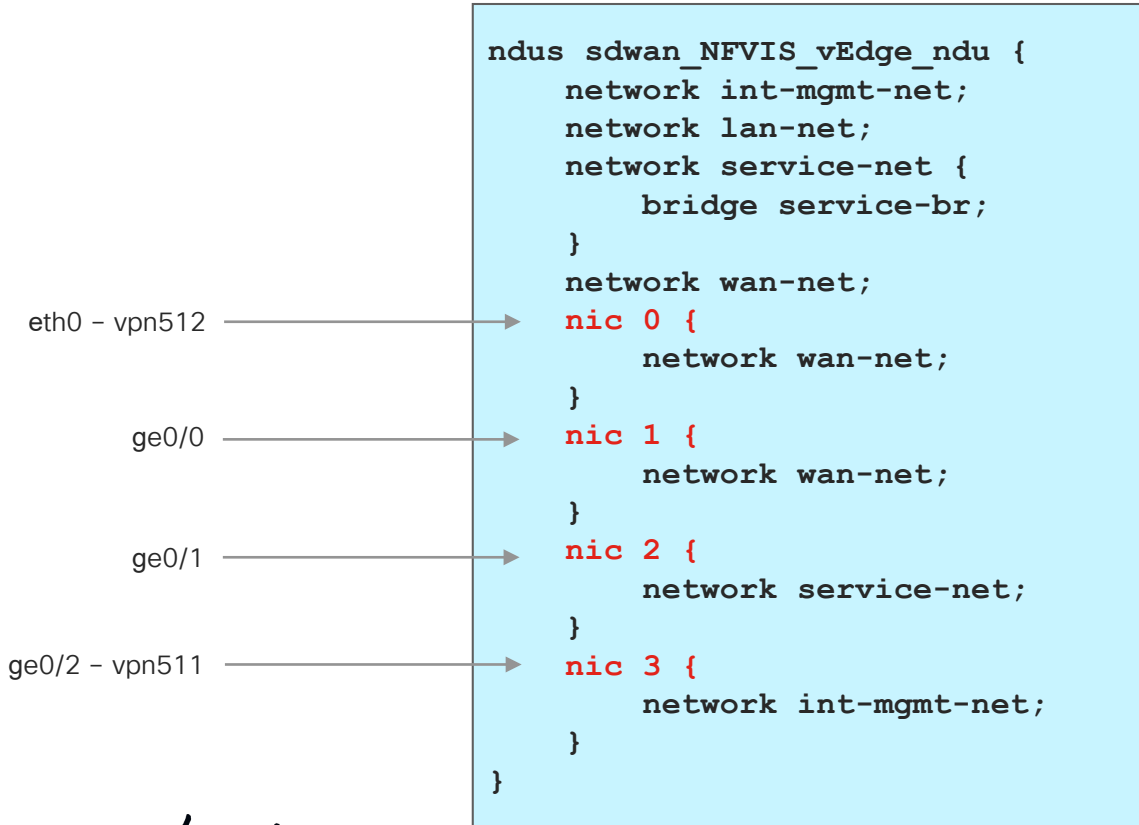 ndus sdwan_NFVIS_vEdge_ndu {
network int-mgmt-net;
network lan-net;
network service-net {
bridge service-br;
}
network wan-net;
eth0 – vpn512
nic 0 {
network wan-net;
}
ge0/0
nic 1 {
network wan-net;
}
ge0/1
nic 2 {
network service-net;
}
ge0/2 – vpn511
nic 3 {
network int-mgmt-net;
}
}